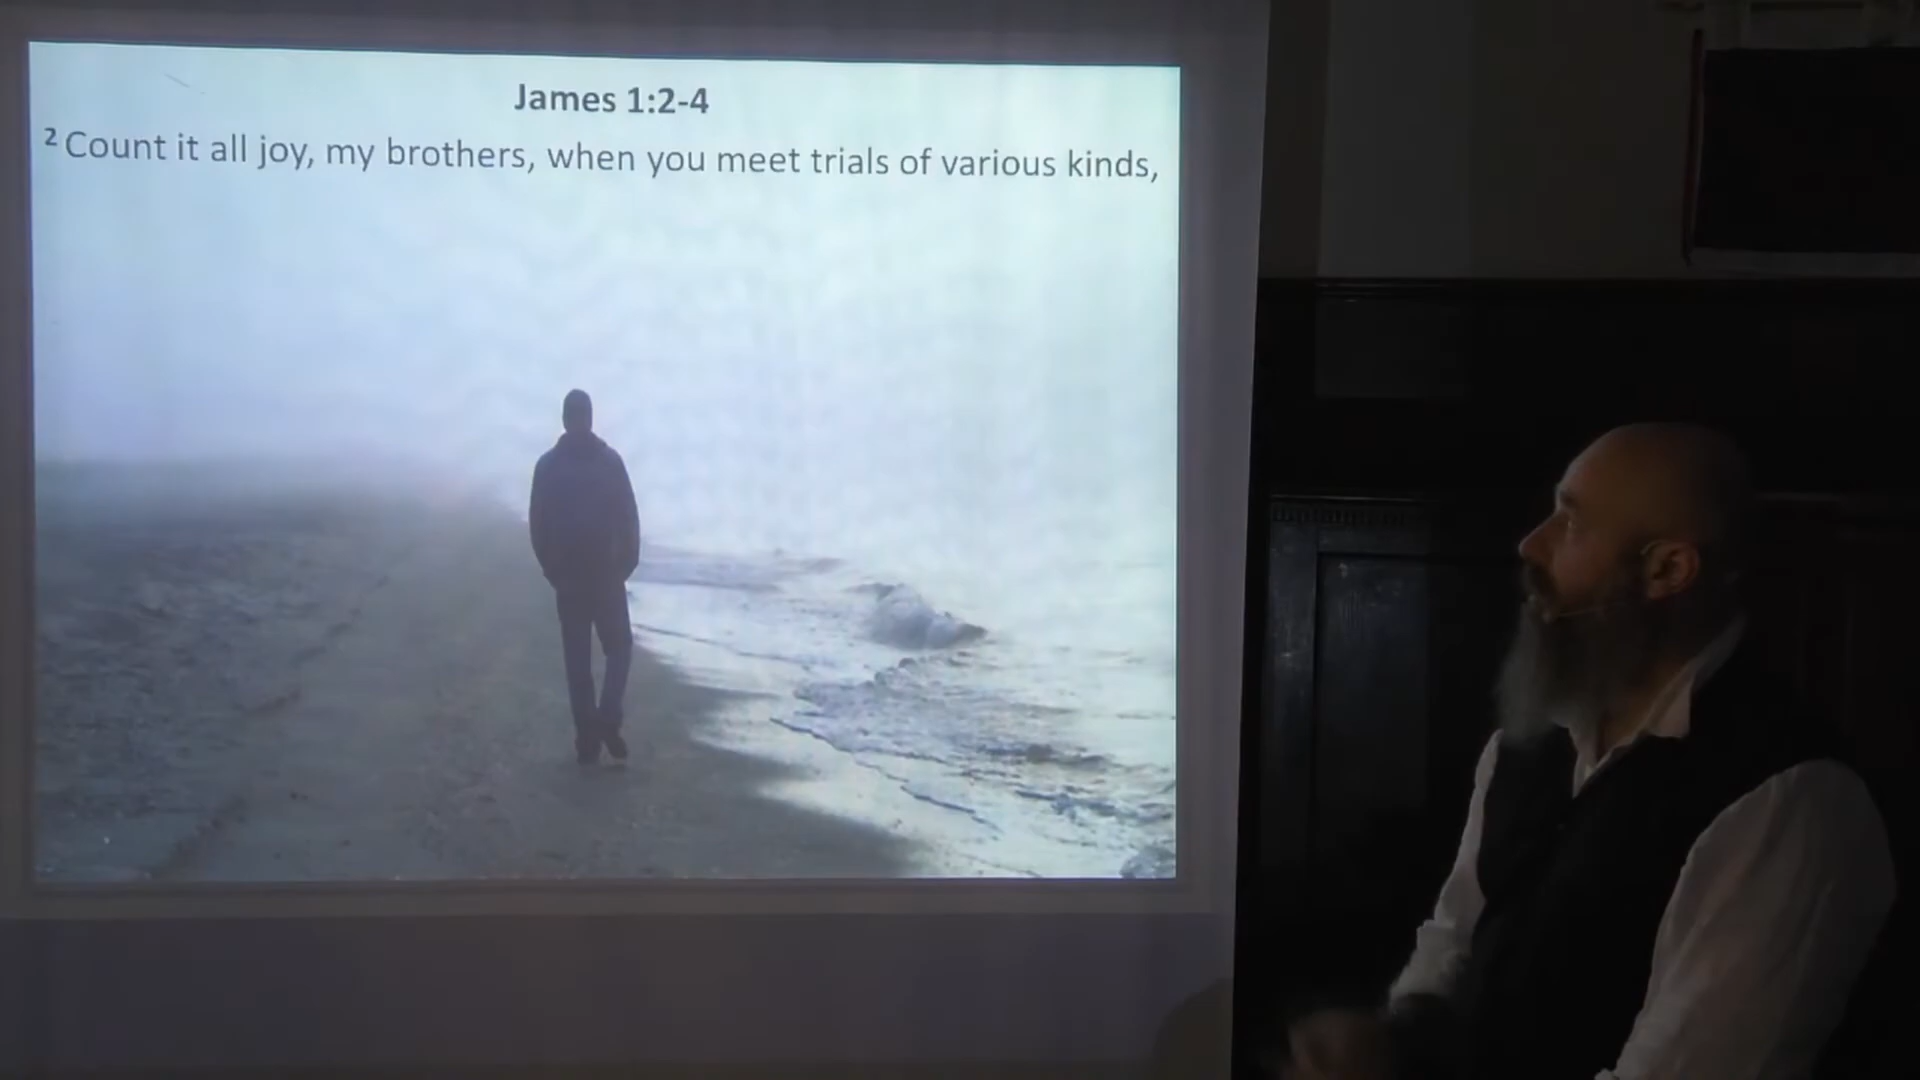 James 1:2-4
² Count it all joy, my brothers, when you meet trials of various kinds,